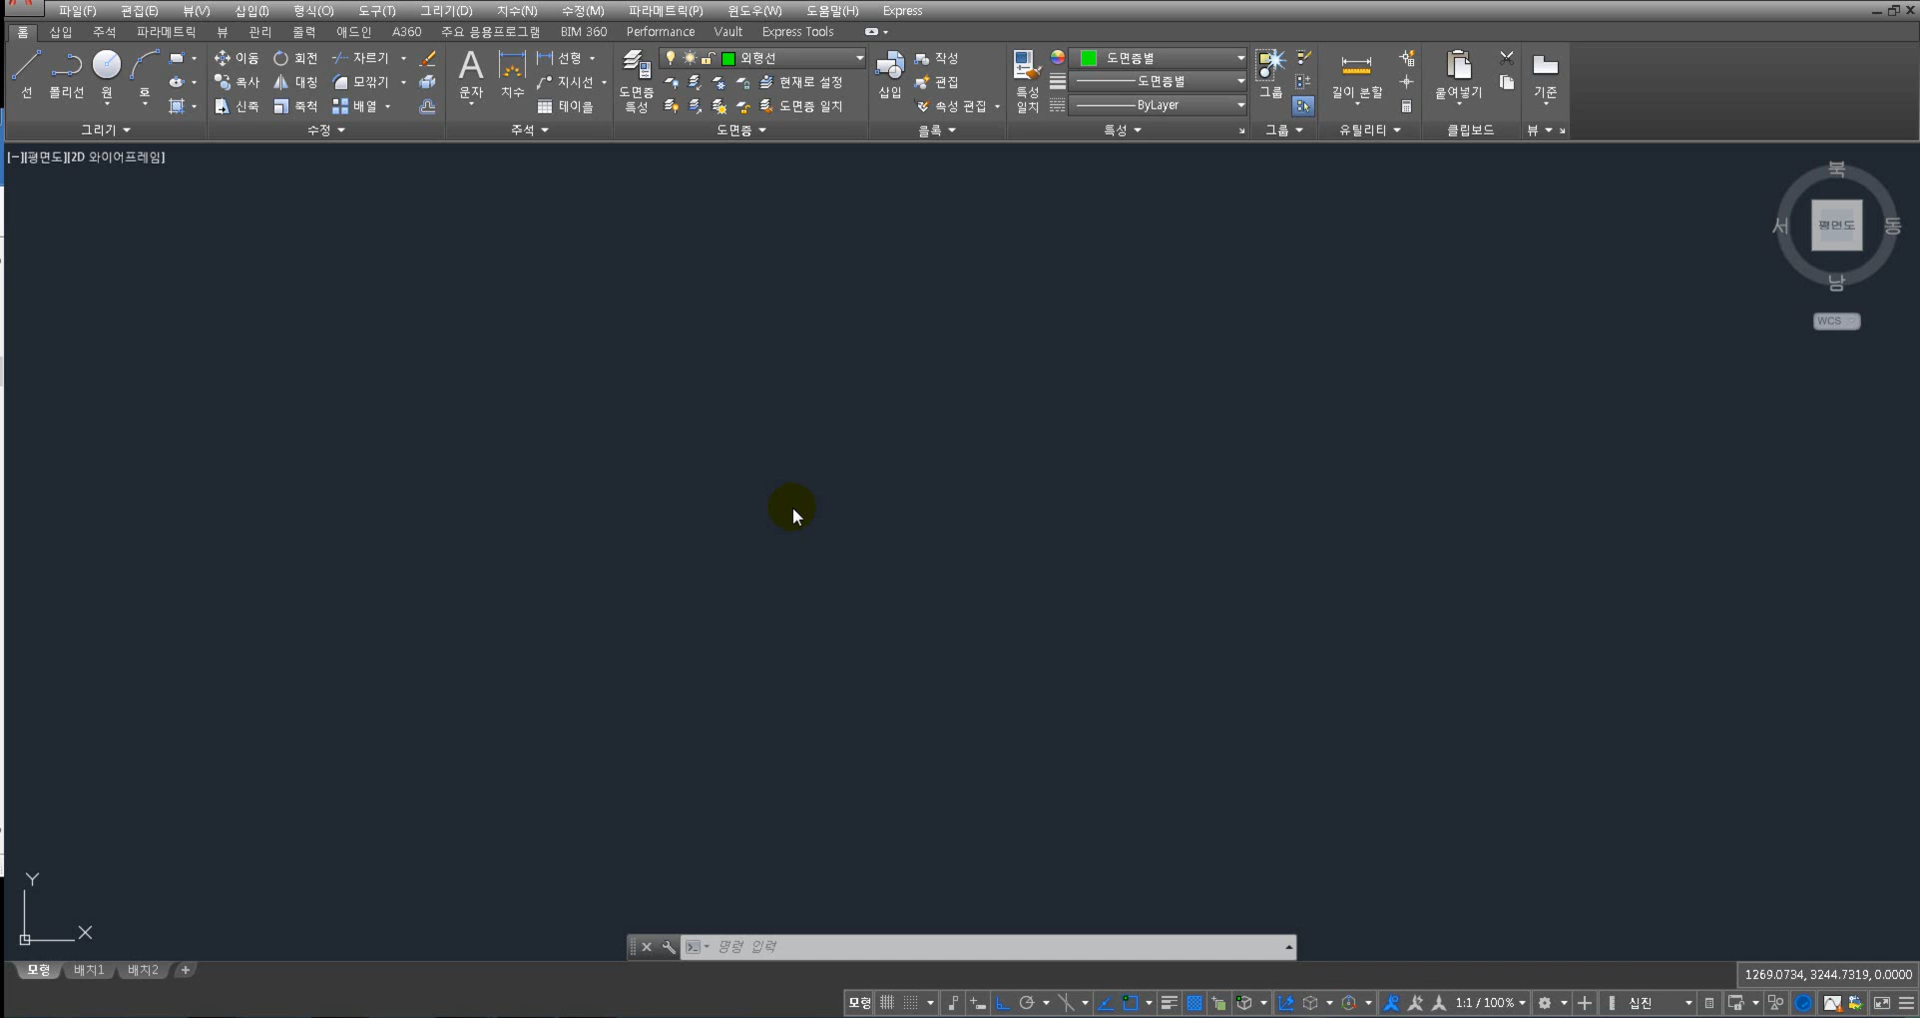 파일(F) 편집(E) 뷰(V) 삽입(I) 형식(O) 도구(T) 그리기(D) 치수(N) 수정(M) 파라메트릭(P) 윈도우(W) 도움말(H) Express
홈 삽입 주석 파라메트릭 뷰 관리 출력 애드인 A360 주요 응용프로그램 BIM 360 Performance Vault Express Tools
선 폴리선 원 호
이동 회전 자르기
복사 대칭 모깎기
신축 축척 배열
문자 치수 선형
지시선
테이블
도면층 특성
외형선
현재로 설정
도면층 일치
삽입 작성
편집
속성 편집
특성 일치
도면층별
도면층별
ByLayer
그룹 길이 분할 붙여넣기 기준
그리기 수정 주석 도면층 블록 특성 그룹 유틸리티 클립보드 뷰
[-][평면도][2D 와이어프레임]
북
서 평면도 동
남
WCS
Y
X
명령 입력
모형 배치1 배치2 +
1269.0734, 3244.7319, 0.0000
모형 1:1 / 100% 십진